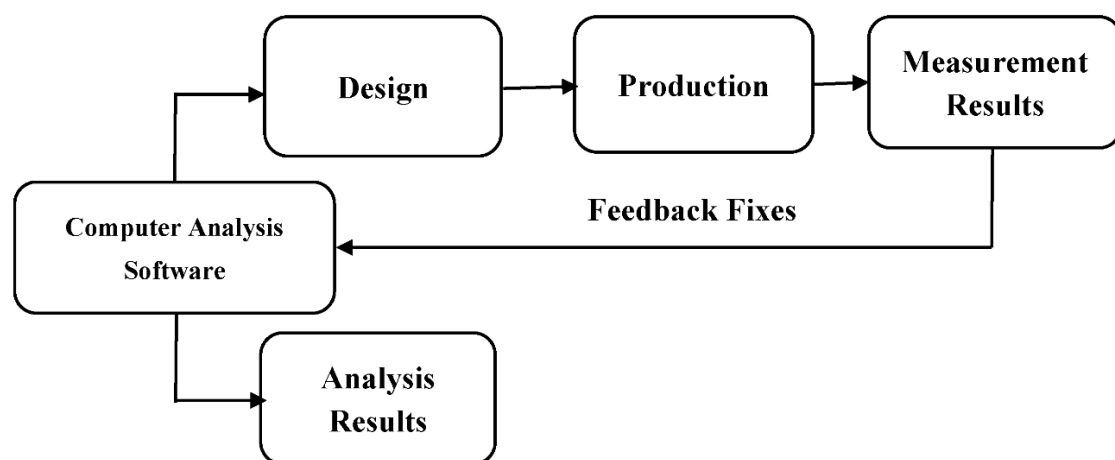 Design
Production
Measurement
Results
Feedback Fixes
Computer Analysis
Software
Analysis
Results